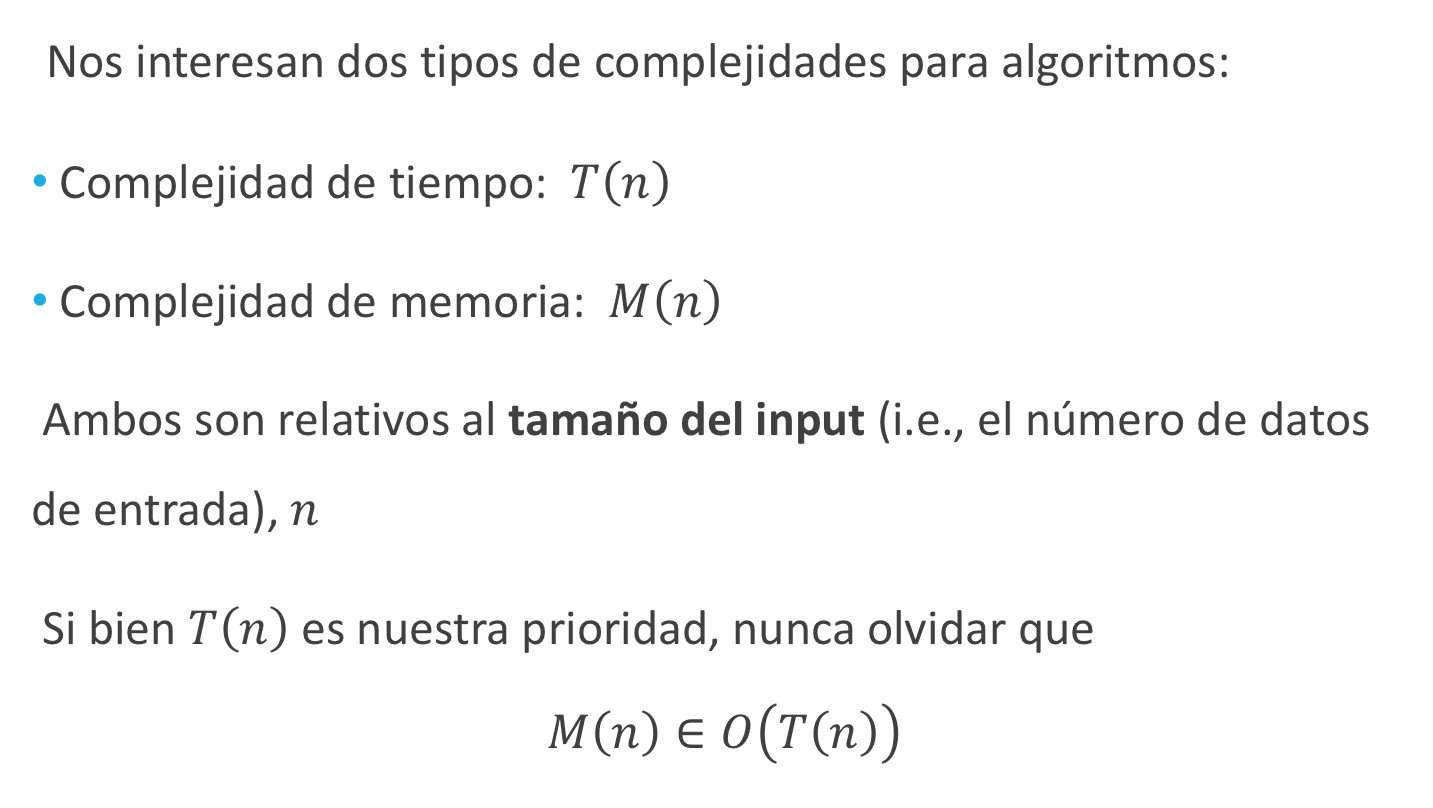 Nos interesan dos tipos de complejidades para algoritmos:
• Complejidad de tiempo: T(n)
• Complejidad de memoria: M(n)
Ambos son relativos al tamaño del input (i.e., el número de datos
de entrada), n
Si bien T(n) es nuestra prioridad, nunca olvidar que
M(n) ∈ O(T(n))